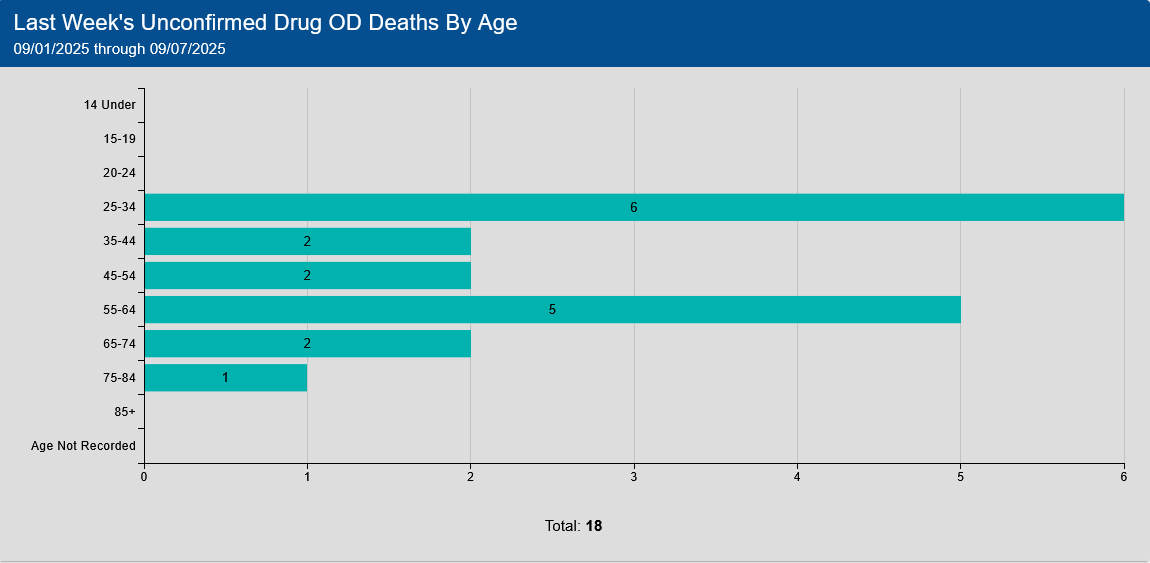 Last Week's Unconfirmed Drug OD Deaths By Age
09/01/2025 through 09/07/2025
14 Under
15-19
20-24
25-34 6
35-44 2
45-54 2
55-64 5
65-74 2
75-84 1
85+
Age Not Recorded
0 1 2 3 4 5 6
Total: 18